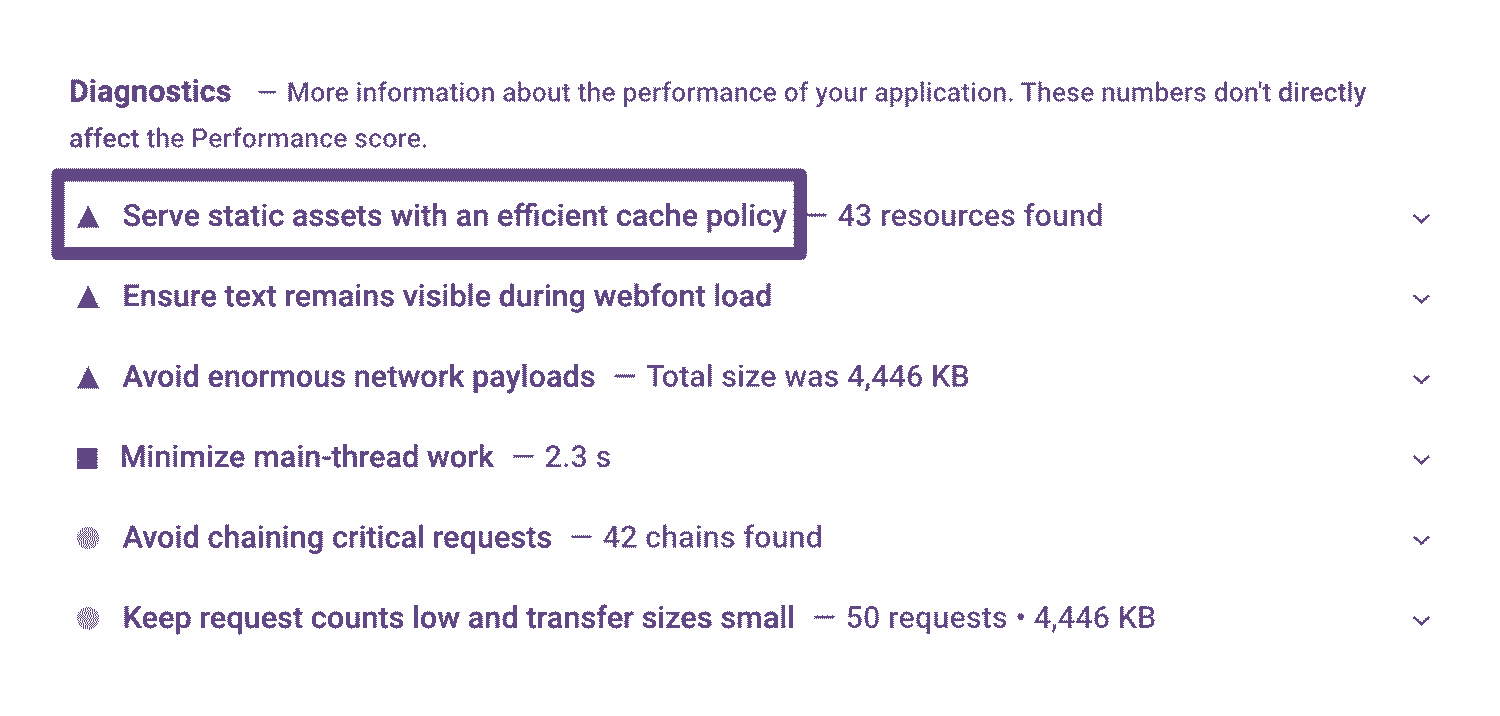 Diagnostics — More information about the performance of your application. These numbers don't directly
affect the Performance score.
Serve static assets with an efficient cache policy — 43 resources found
Ensure text remains visible during webfont load
Avoid enormous network payloads — Total size was 4,446 KB
Minimize main-thread work — 2.3 s
Avoid chaining critical requests — 42 chains found
Keep request counts low and transfer sizes small — 50 requests • 4,446 KB